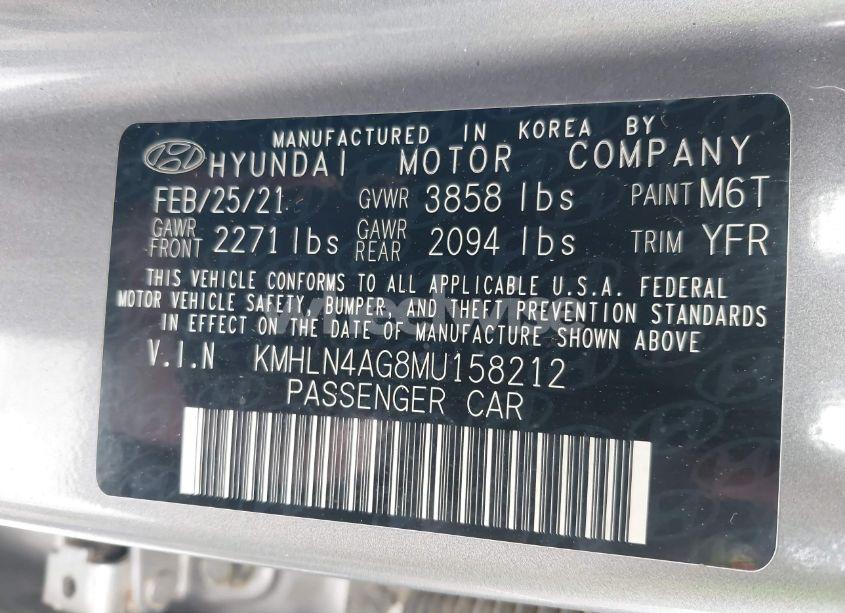 MANUFACTURED IN KOREA BY
HYUNDAI MOTOR COMPANY
FEB/25/21 GVWR 3858 lbs PAINT M6T
GAWR FRONT 2271 lbs GAWR REAR 2094 lbs TRIM YFR
THIS VEHICLE CONFORMS TO ALL APPLICABLE U.S.A. FEDERAL
MOTOR VEHICLE SAFETY, BUMPER, AND THEFT PREVENTION STANDARDS
IN EFFECT ON THE DATE OF MANUFACTURE SHOWN ABOVE
V.I.N KMHLN4AG8MU158212
PASSENGER CAR